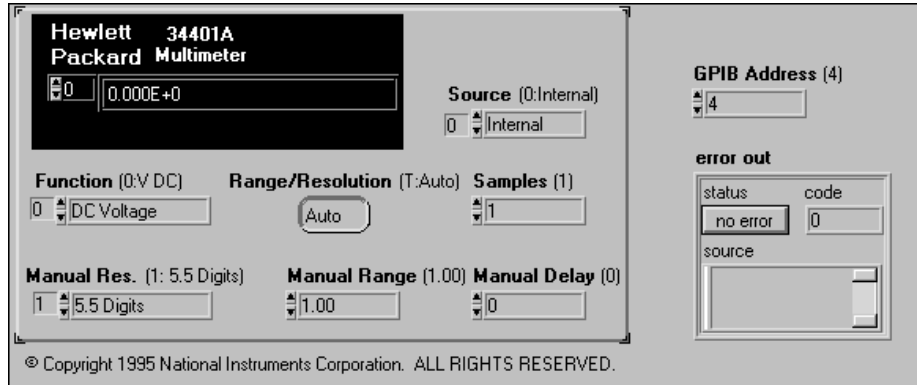 Hewlett 34401A
Packard Multimeter
0 0.000E+0
Source (0:Internal)
0 Internal
GPIB Address (4)
4
Function (0:V DC) Range/Resolution (T:Auto) Samples (1)
0 DC Voltage Auto 1
error out
status code
no error 0
source
Manual Res. (1: 5.5 Digits) Manual Range (1.00) Manual Delay (0)
1 5.5 Digits 1.00 0
© Copyright 1995 National Instruments Corporation. ALL RIGHTS RESERVED.